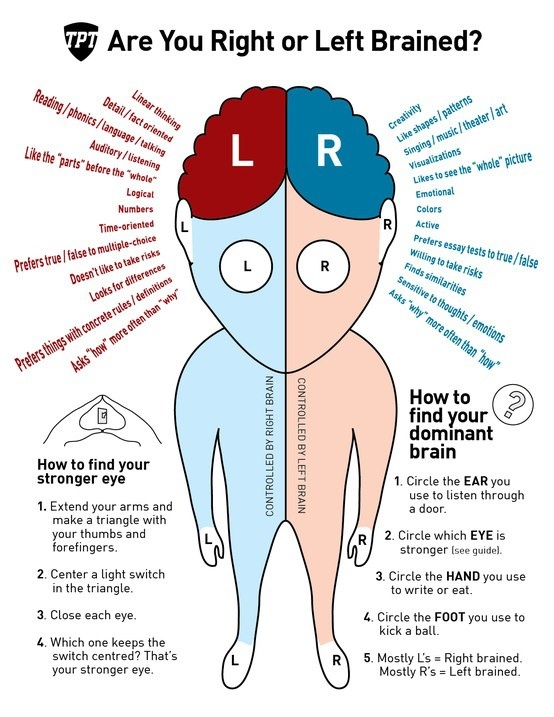 TPT Are You Right or Left Brained?
Linear thinking
Detail / fact oriented
Reading / phonics / language / talking
Auditory / listening
Like the "parts" before the "whole"
Logical
Numbers
Time-oriented
Prefers true / false to multiple-choice
Doesn't like to take risks
Looks for differences
Prefers things with concrete rules / definitions
Asks "how" more often than "why"
L
R
Creativity
Like shapes / patterns
Singing / music / theater / art
Visualizations
Likes to see the "whole" picture
Emotional
Colors
Active
Prefers essay tests to true / false
Willing to take risks
Finds similarities
Sensitive to thoughts / emotions
Asks "why" more often than "how"
L
R
L
R
CONTROLLED BY RIGHT BRAIN
CONTROLLED BY LEFT BRAIN
L
R
L
R
TPT
How to find your
stronger eye
1. Extend your arms and
make a triangle with
your thumbs and
forefingers.
2. Center a light switch
in the triangle.
3. Close each eye.
4. Which one keeps the
switch centred? That's
your stronger eye.
How to
find your
dominant
brain
?
1. Circle the EAR you
use to listen through
a door.
2. Circle which EYE is
stronger (see guide).
3. Circle the HAND you use
to write or eat.
4. Circle the FOOT you use to
kick a ball.
5. Mostly L's = Right brained.
Mostly R's = Left brained.